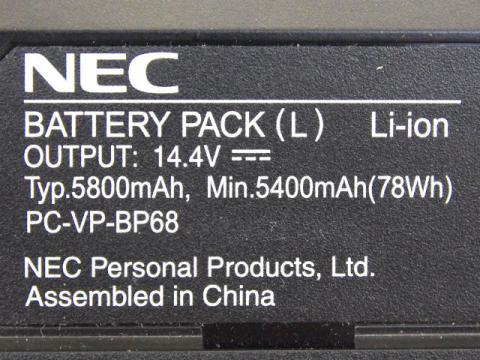 NEC
BATTERY PACK (L) Li-ion
OUTPUT: 14.4V ⎓
Typ.5800mAh, Min.5400mAh(78Wh)
PC-VP-BP68
NEC Personal Products, Ltd.
Assembled in China